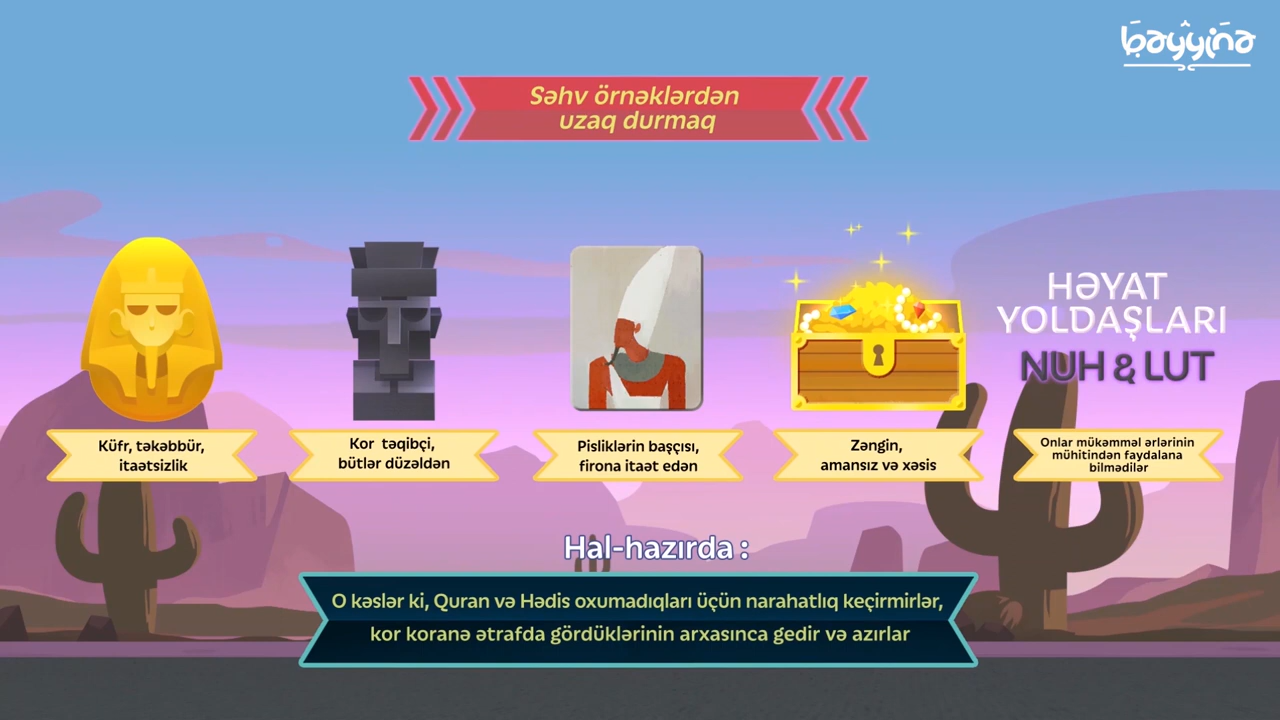 bayyinə
Səhv örnəklərdən
uzaq durmaq
HƏYAT
YOLDAŞLARI
NUH & LUT
Küfr, təkəbbür,
itaətsizlik
Kor təqibçi,
bütlər düzəldən
Pisliklərin başçısı,
firona itaət edən
Zəngin,
amansız və xəsis
Onlar mükəmməl ərlərinin
mühitindən faydalana
bilmədilər
Hal-hazırda :
O kəslər ki, Quran və Hədis oxumadıqları üçün narahatlıq keçirmirlər,
kor koranə ətrafda gördüklərinin arxasınca gedir və azırlar